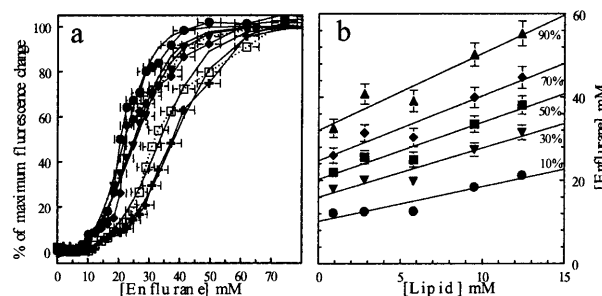 a
% of maximum fluorescence change
100
80
60
40
20
0
0 10 20 30 40 50 60 70
[Enflurane] mM
b
90%
70%
50%
30%
10%
60
40
20
0
[Enflurane] mM
0 5 10 15
[Lipid] mM